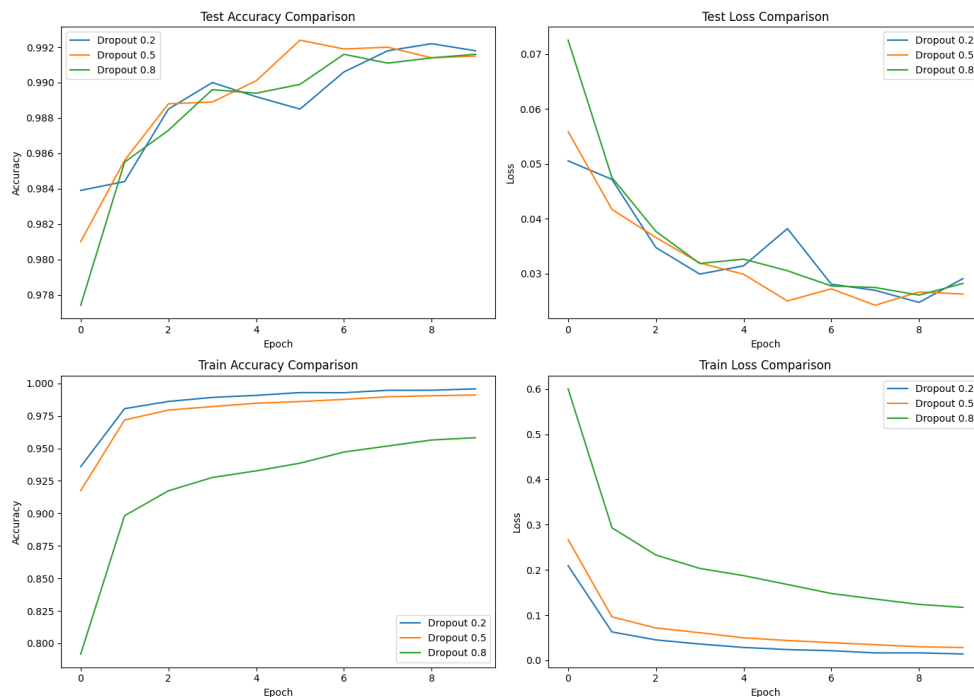 Test Accuracy Comparison
Accuracy
0.992
0.990
0.988
0.986
0.984
0.982
0.980
0.978
Dropout 0.2
Dropout 0.5
Dropout 0.8
0 2 4 6 8
Epoch
Test Loss Comparison
Loss
0.07
0.06
0.05
0.04
0.03
Dropout 0.2
Dropout 0.5
Dropout 0.8
0 2 4 6 8
Epoch
Train Accuracy Comparison
Accuracy
1.000
0.975
0.950
0.925
0.900
0.875
0.850
0.825
0.800
Dropout 0.2
Dropout 0.5
Dropout 0.8
0 2 4 6 8
Epoch
Train Loss Comparison
Loss
0.6
0.5
0.4
0.3
0.2
0.1
0.0
Dropout 0.2
Dropout 0.5
Dropout 0.8
0 2 4 6 8
Epoch